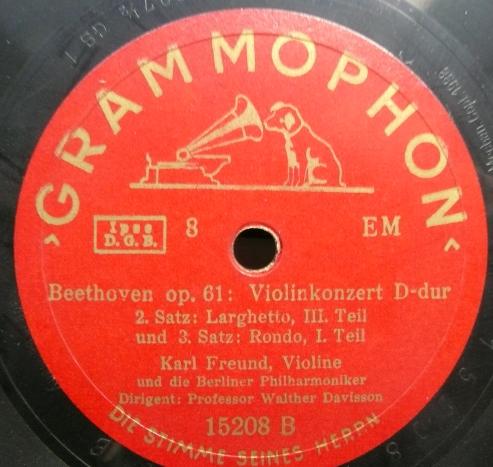 ›GRAMMOPHON‹
Ipse
D. G. B.
8
EM
Beethoven op. 61: Violinkonzert D-dur
2. Satz: Larghetto, III. Teil
und 3. Satz: Rondo, I. Teil
Karl Freund, Violine
und die Berliner Philharmoniker
Dirigent: Professor Walther Davisson
15208 B
DIE STIMME SEINES HERRN